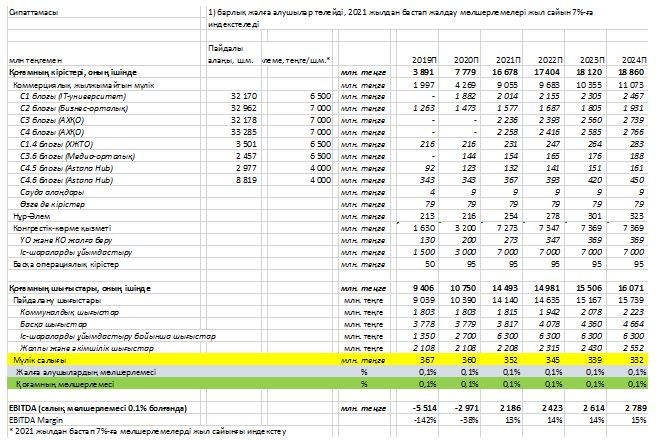 Сипаттамасы 1) барлық жалға алушылар төлейді, 2021 жылдан бастап жалдау мөлшерлемелері жыл сайын 7%-ға индекстеледі
млн теңгемен Пайдалы алаңы, ш.м. леме, теңге/ш.м.* 2019П 2020П 2021П 2022П 2023П 2024П
Қоғамның кірістері, оның ішінде млн. теңге 3 891 7 779 16 678 17 404 18 120 18 860
Коммерциялық жылжымайтын мүлік млн. теңге 1 997 4 269 9 055 9 683 10 355 11 073
С1 блогы (IT-университет) 32 170 6 500 млн. теңге - 1 882 2 014 2 155 2 305 2 467
С2 блогы (Бизнес-орталық) 32 962 7 000 млн. теңге 1 263 1 473 1 577 1 687 1 805 1 931
С3 блогы (АХҚО) 32 178 7 000 млн. теңге - - 2 236 2 393 2 560 2 739
С4 блогы (АХҚО) 33 285 7 000 млн. теңге - - 2 258 2 416 2 585 2 766
С1.4 блогы (ХЖТО) 3 501 6 500 млн. теңге 216 216 231 247 264 283
С3.6 блогы (Медиа-орталық) 2 457 6 500 млн. теңге - 144 154 165 176 188
С4.5 блогы (Astana Hub) 2 977 4 000 млн. теңге 92 123 132 141 151 161
С4.6 блогы (Astana Hub) 8 819 4 000 млн. теңге 343 343 367 393 420 450
Сауда алаңдары млн. теңге 4 9 9 9 9 9
Өзге де кірістер млн. теңге 79 79 79 79 79 79
Нұр-Әлем млн. теңге 213 216 254 278 301 323
Конгрестік-көрме қызметі млн. теңге 1 630 3 200 7 273 7 347 7 369 7 369
ҮО және КО жалға беру млн. теңге 130 200 273 347 369 369
Іс-шараларды ұйымдастыру млн. теңге 1 500 3 000 7 000 7 000 7 000 7 000
Басқа операциялық кірістер млн. теңге 50 95 95 95 95 95
Қоғамның шығыстары, оның ішінде млн. теңге 9 406 10 750 14 493 14 981 15 506 16 071
Пайдалану шығыстары млн. теңге 9 039 10 390 14 140 14 635 15 167 15 739
Коммуналдық шығыстар млн. теңге 1 803 1 803 1 815 1 942 2 078 2 223
Басқа шығыстар млн. теңге 3 778 3 779 3 817 4 078 4 360 4 664
Іс-шараларды ұйымдастыру бойынша шығыстар млн. теңге 1 350 2 700 6 300 6 300 6 300 6 300
Жалпы және әкімшілік шығыстар млн. теңге 2 108 2 108 2 208 2 315 2 430 2 552
Мүлік салығы млн. теңге 367 360 352 345 339 332
Жалға алушылардың мөлшерлемесі % 0,1% 0,1% 0,1% 0,1% 0,1% 0,1%
Қоғамның мөлшерлемесі % 0,1% 0,1% 0,1% 0,1% 0,1% 0,1%
EBITDA (салық мөлшерлемесі 0.1% болғанда) млн. теңге -5 514 -2 971 2 186 2 423 2 614 2 789
EBITDA Margin -142% -38% 13% 14% 14% 15%
* 2021 жылдан бастап 7%-ға мөлшерлемелерді жыл сайынғы индекстеу